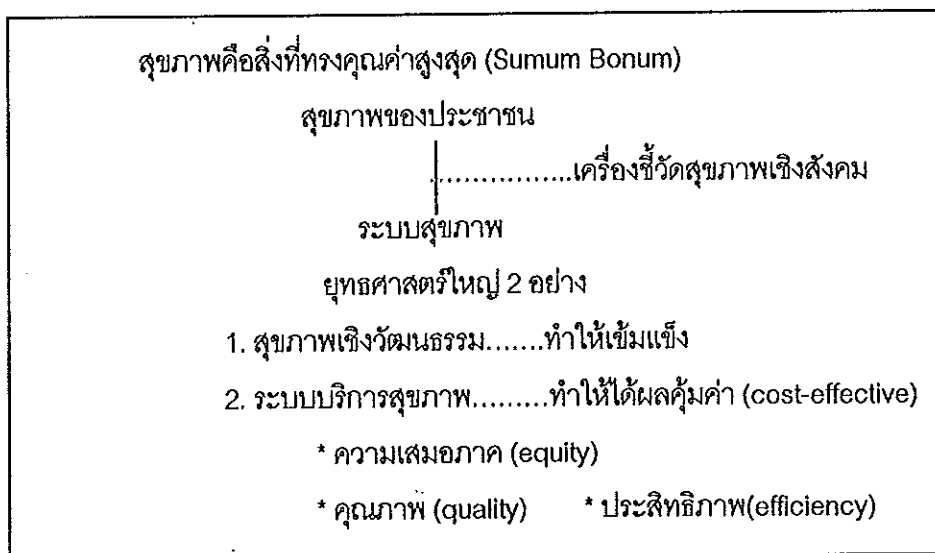 สุขภาพคือสิ่งที่ทรงคุณค่าสูงสุด (Sumum Bonum)
สุขภาพของประชาชน
.................เครื่องชี้วัดสุขภาพเชิงสังคม
ระบบสุขภาพ
ยุทธศาสตร์ใหญ่ 2 อย่าง
1. สุขภาพเชิงวัฒนธรรม.......ทำให้เข้มแข็ง
2. ระบบบริการสุขภาพ.........ทำให้ได้ผลคุ้มค่า (cost-effective)
* ความเสมอภาค (equity)
* คุณภาพ (quality) * ประสิทธิภาพ(efficiency)